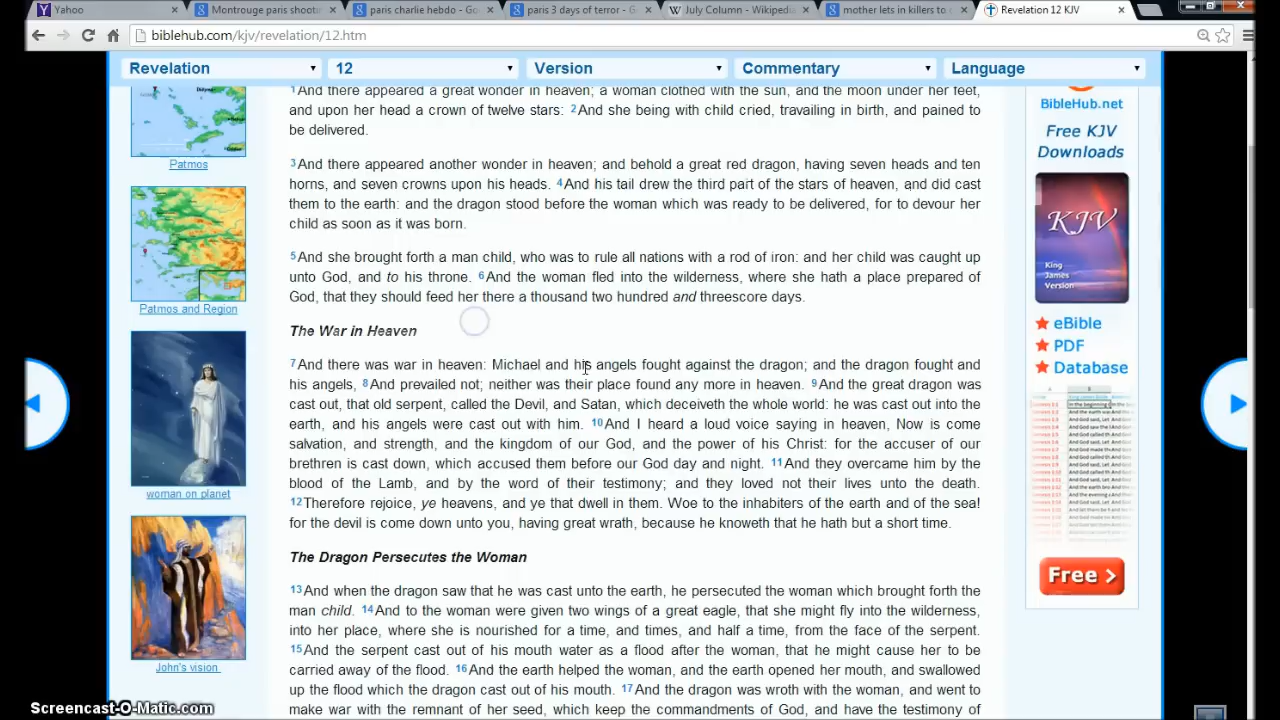 Yahoo
Montrouge paris shootin
paris charlie hebdo - Go
paris 3 days of terror - G
July Column - Wikipedia
mother lets in killers to o
Revelation 12 KJV
biblehub.com/kjv/revelation/12.htm
Revelation 12 Version Commentary Language
1And there appeared a great wonder in heaven; a woman clothed with the sun, and the moon under her feet,
and upon her head a crown of twelve stars: 2And she being with child cried, travailing in birth, and pained to
be delivered.
3And there appeared another wonder in heaven; and behold a great red dragon, having seven heads and ten
horns, and seven crowns upon his heads. 4And his tail drew the third part of the stars of heaven, and did cast
them to the earth: and the dragon stood before the woman which was ready to be delivered, for to devour her
child as soon as it was born.
5And she brought forth a man child, who was to rule all nations with a rod of iron: and her child was caught up
unto God, and to his throne. 6And the woman fled into the wilderness, where she hath a place prepared of
God, that they should feed her there a thousand two hundred and threescore days.
The War in Heaven
7And there was war in heaven: Michael and his angels fought against the dragon; and the dragon fought and
his angels, 8And prevailed not; neither was their place found any more in heaven. 9And the great dragon was
cast out, that old serpent, called the Devil, and Satan, which deceiveth the whole world: he was cast out into the
earth, and his angels were cast out with him. 10And I heard a loud voice saying in heaven, Now is come
salvation, and strength, and the kingdom of our God, and the power of his Christ: for the accuser of our
brethren is cast down, which accused them before our God day and night. 11And they overcame him by the
blood of the Lamb, and by the word of their testimony; and they loved not their lives unto the death.
12Therefore rejoice, ye heavens, and ye that dwell in them. Woe to the inhabiters of the earth and of the sea!
for the devil is come down unto you, having great wrath, because he knoweth that he hath but a short time.
The Dragon Persecutes the Woman
13And when the dragon saw that he was cast unto the earth, he persecuted the woman which brought forth the
man child. 14And to the woman were given two wings of a great eagle, that she might fly into the wilderness,
into her place, where she is nourished for a time, and times, and half a time, from the face of the serpent.
15And the serpent cast out of his mouth water as a flood after the woman, that he might cause her to be
carried away of the flood. 16And the earth helped the woman, and the earth opened her mouth, and swallowed
up the flood which the dragon cast out of his mouth. 17And the dragon was wroth with the woman, and went to
make war with the remnant of her seed, which keep the commandments of God, and have the testimony of
Patmos
Patmos and Region
woman on planet
John's vision
BibleHub.net
Free KJV
Downloads
KJV
King
James
Version
eBible
PDF
Database
Free >
Screencast-O-Matic.com